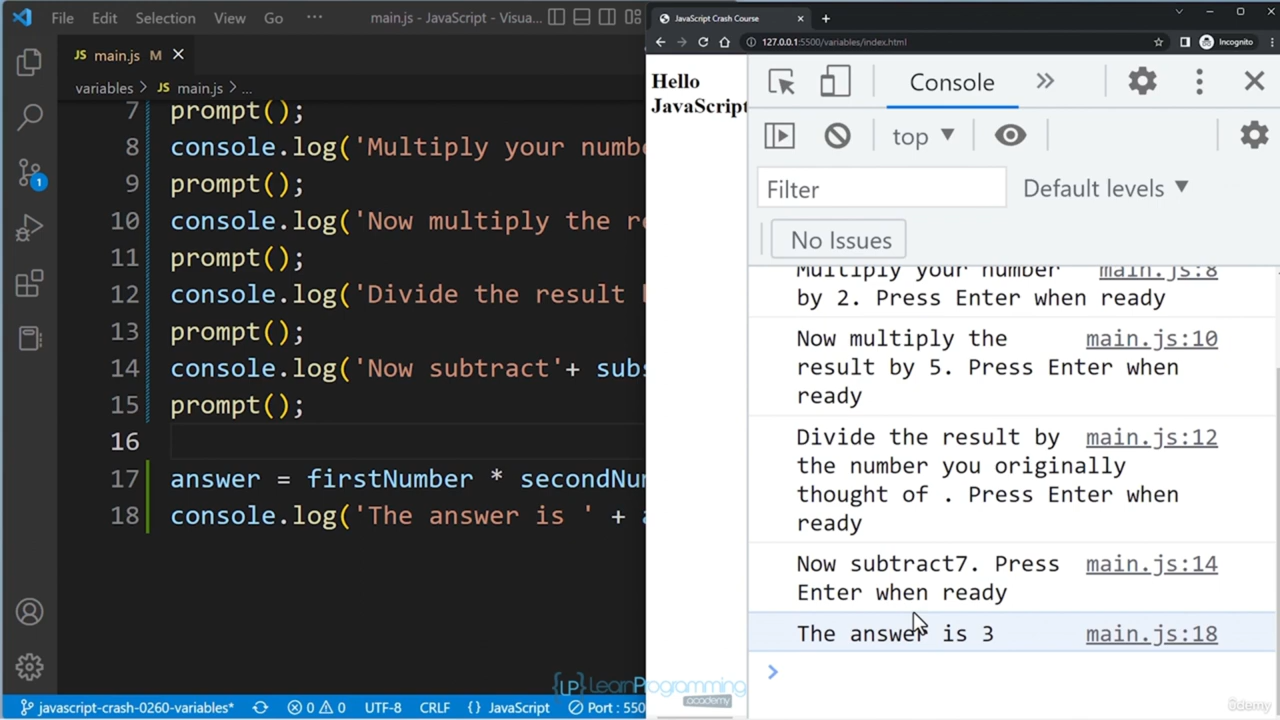 File Edit Selection View Go ··· main.js - JavaScript - Visua...
JS main.js M
variables > JS main.js > ...
7 prompt();
8 console.log('Multiply your numbe
9 prompt();
10 console.log('Now multiply the re
11 prompt();
12 console.log('Divide the result b
13 prompt();
14 console.log('Now subtract'+ subs
15 prompt();
16
17 answer = firstNumber * secondNum
18 console.log('The answer is ' + a
1
javascript-crash-0260-variables* 0 0 UTF-8 CRLF {} JavaScript Port : 550
JavaScript Crash Course
127.0.0.1:5500/variables/index.html Incognito
Hello
JavaScript
Console
top
Filter Default levels
No Issues
Multiply your number main.js:8
by 2. Press Enter when ready
Now multiply the main.js:10
result by 5. Press Enter when
ready
Divide the result by main.js:12
the number you originally
thought of . Press Enter when
ready
Now subtract7. Press main.js:14
Enter when ready
The answer is 3 main.js:18
{LP} LearnProgramming
academy
ûdemy